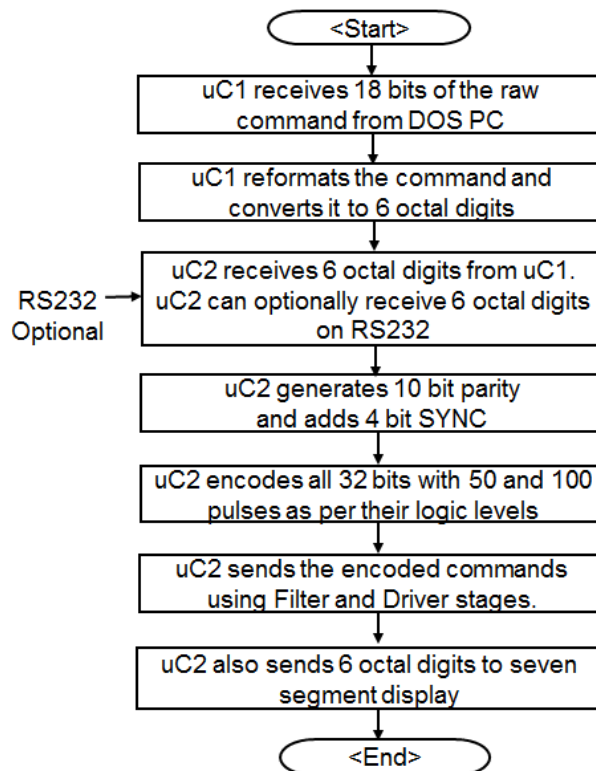 <Start>
uC1 receives 18 bits of the raw
command from DOS PC
uC1 reformats the command and
converts it to 6 octal digits
uC2 receives 6 octal digits from uC1.
uC2 can optionally receive 6 octal digits
on RS232
RS232
Optional
uC2 generates 10 bit parity
and adds 4 bit SYNC
uC2 encodes all 32 bits with 50 and 100
pulses as per their logic levels
uC2 sends the encoded commands
using Filter and Driver stages.
uC2 also sends 6 octal digits to seven
segment display
<End>